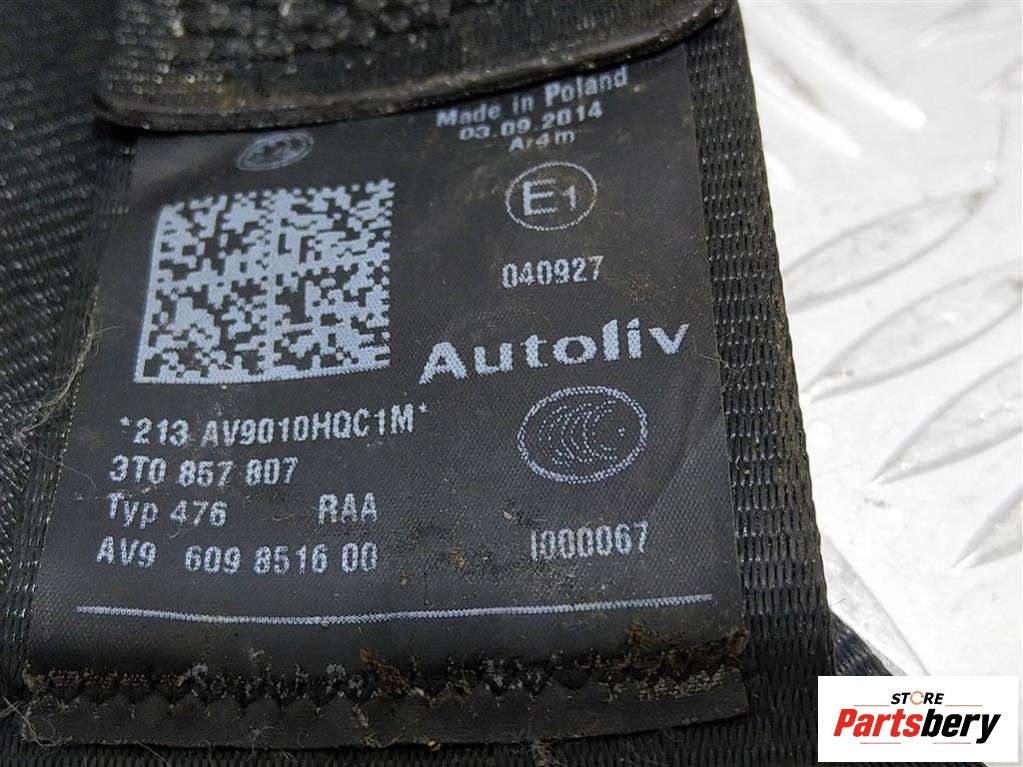 Made in Poland
03.09.2014
Ar4m
E1
040927
Autoliv
*213 AV9010HQC1M*
3T0 857 807
Typ 476 RAA
AV9 609 8516 00
I000067
STORE
Partsbery